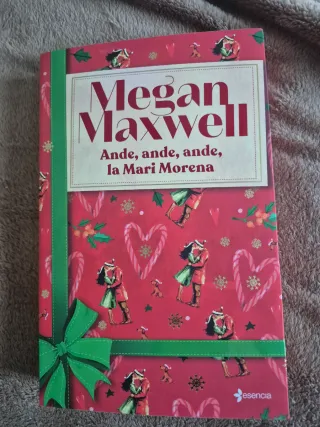 Megan
Maxwell
Ande, ande, ande,
la Mari Morena
esencia